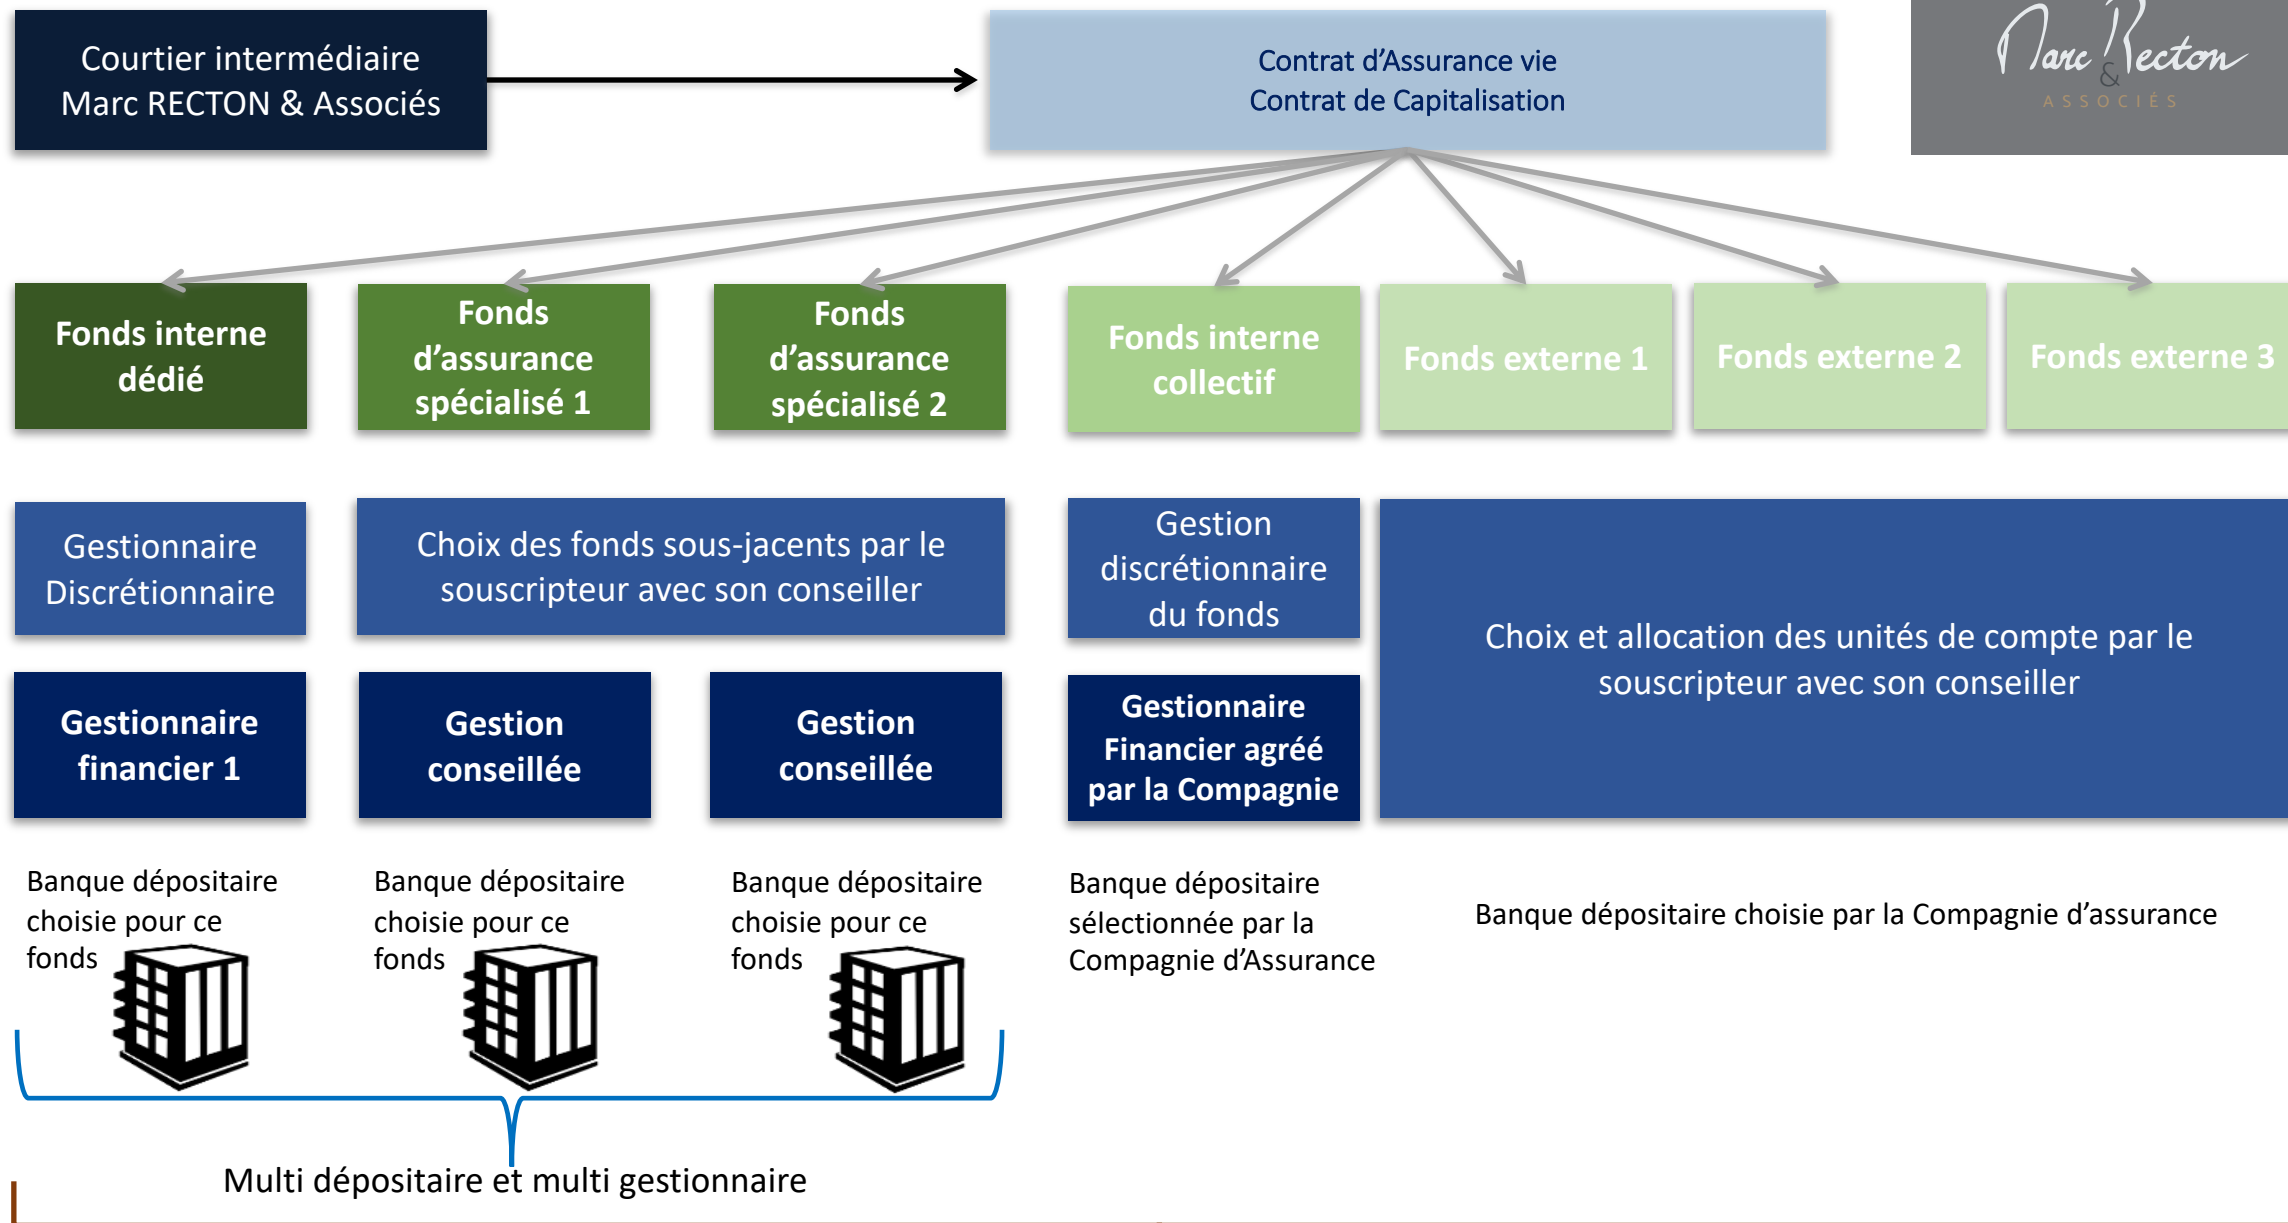 Courtier intermédiaire
Marc RECTON & Associés
Contrat d'Assurance vie
Contrat de Capitalisation
Marc Recton
&
ASSOCIÉS
Fonds interne
dédié
Fonds
d'assurance
spécialisé 1
Fonds
d'assurance
spécialisé 2
Fonds interne
collectif
Fonds externe 1
Fonds externe 2
Fonds externe 3
Gestionnaire
Discrétionnaire
Choix des fonds sous-jacents par le
souscripteur avec son conseiller
Gestion
discrétionnaire
du fonds
Choix et allocation des unités de compte par le
souscripteur avec son conseiller
Gestionnaire
financier 1
Gestion
conseillée
Gestion
conseillée
Gestionnaire
Financier agréé
par la Compagnie
Banque dépositaire
choisie pour ce
fonds
Banque dépositaire
choisie pour ce
fonds
Banque dépositaire
choisie pour ce
fonds
Banque dépositaire
sélectionnée par la
Compagnie d'Assurance
Banque dépositaire choisie par la Compagnie d'assurance
Multi dépositaire et multi gestionnaire